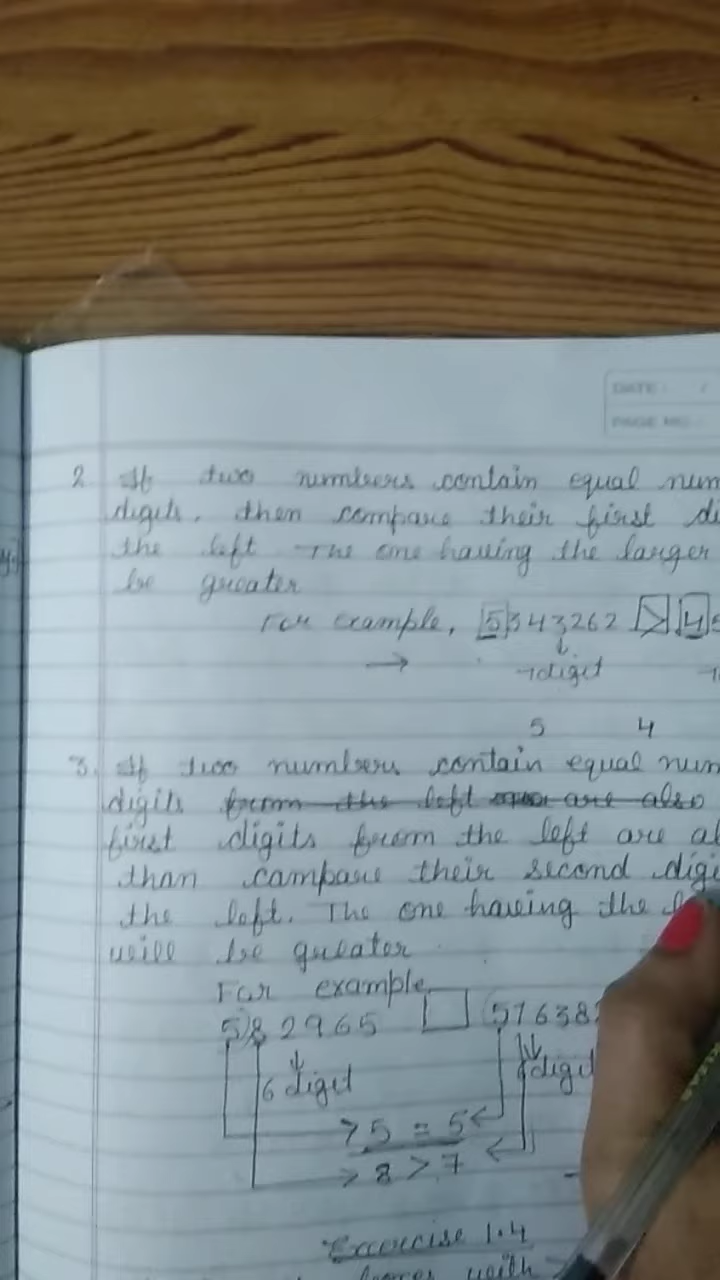 DATE :
PAGE NO :
2. If two numbers contain equal num
digits, then compare their first di
the left The one having the larger
be greater
For example, 5343262 > 45
→ 7digit
5 4
3. If two numbers contain equal num
digits from the left are also
first digits from the left are al
than campare their second digi
the left. The one having the
will be greater
For example,
582965 57638
6 digit digit
5 = 5
8 > 7
Exercise 1.4
with